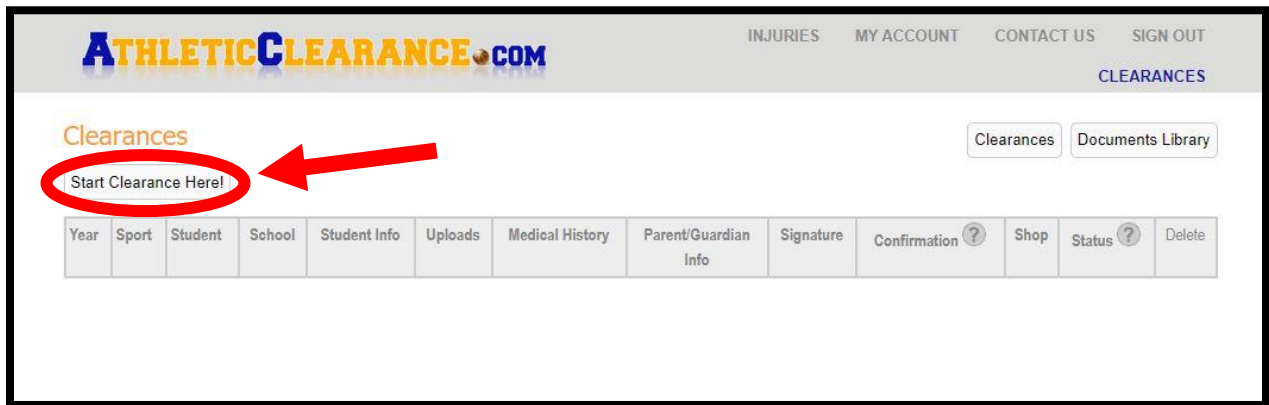 ATHLETICCLEARANCE.COM
INJURIES MY ACCOUNT CONTACT US SIGN OUT
CLEARANCES
Clearances
Clearances Documents Library
Start Clearance Here!
Year Sport Student School Student Info Uploads Medical History Parent/Guardian Info Signature Confirmation ? Shop Status ? Delete